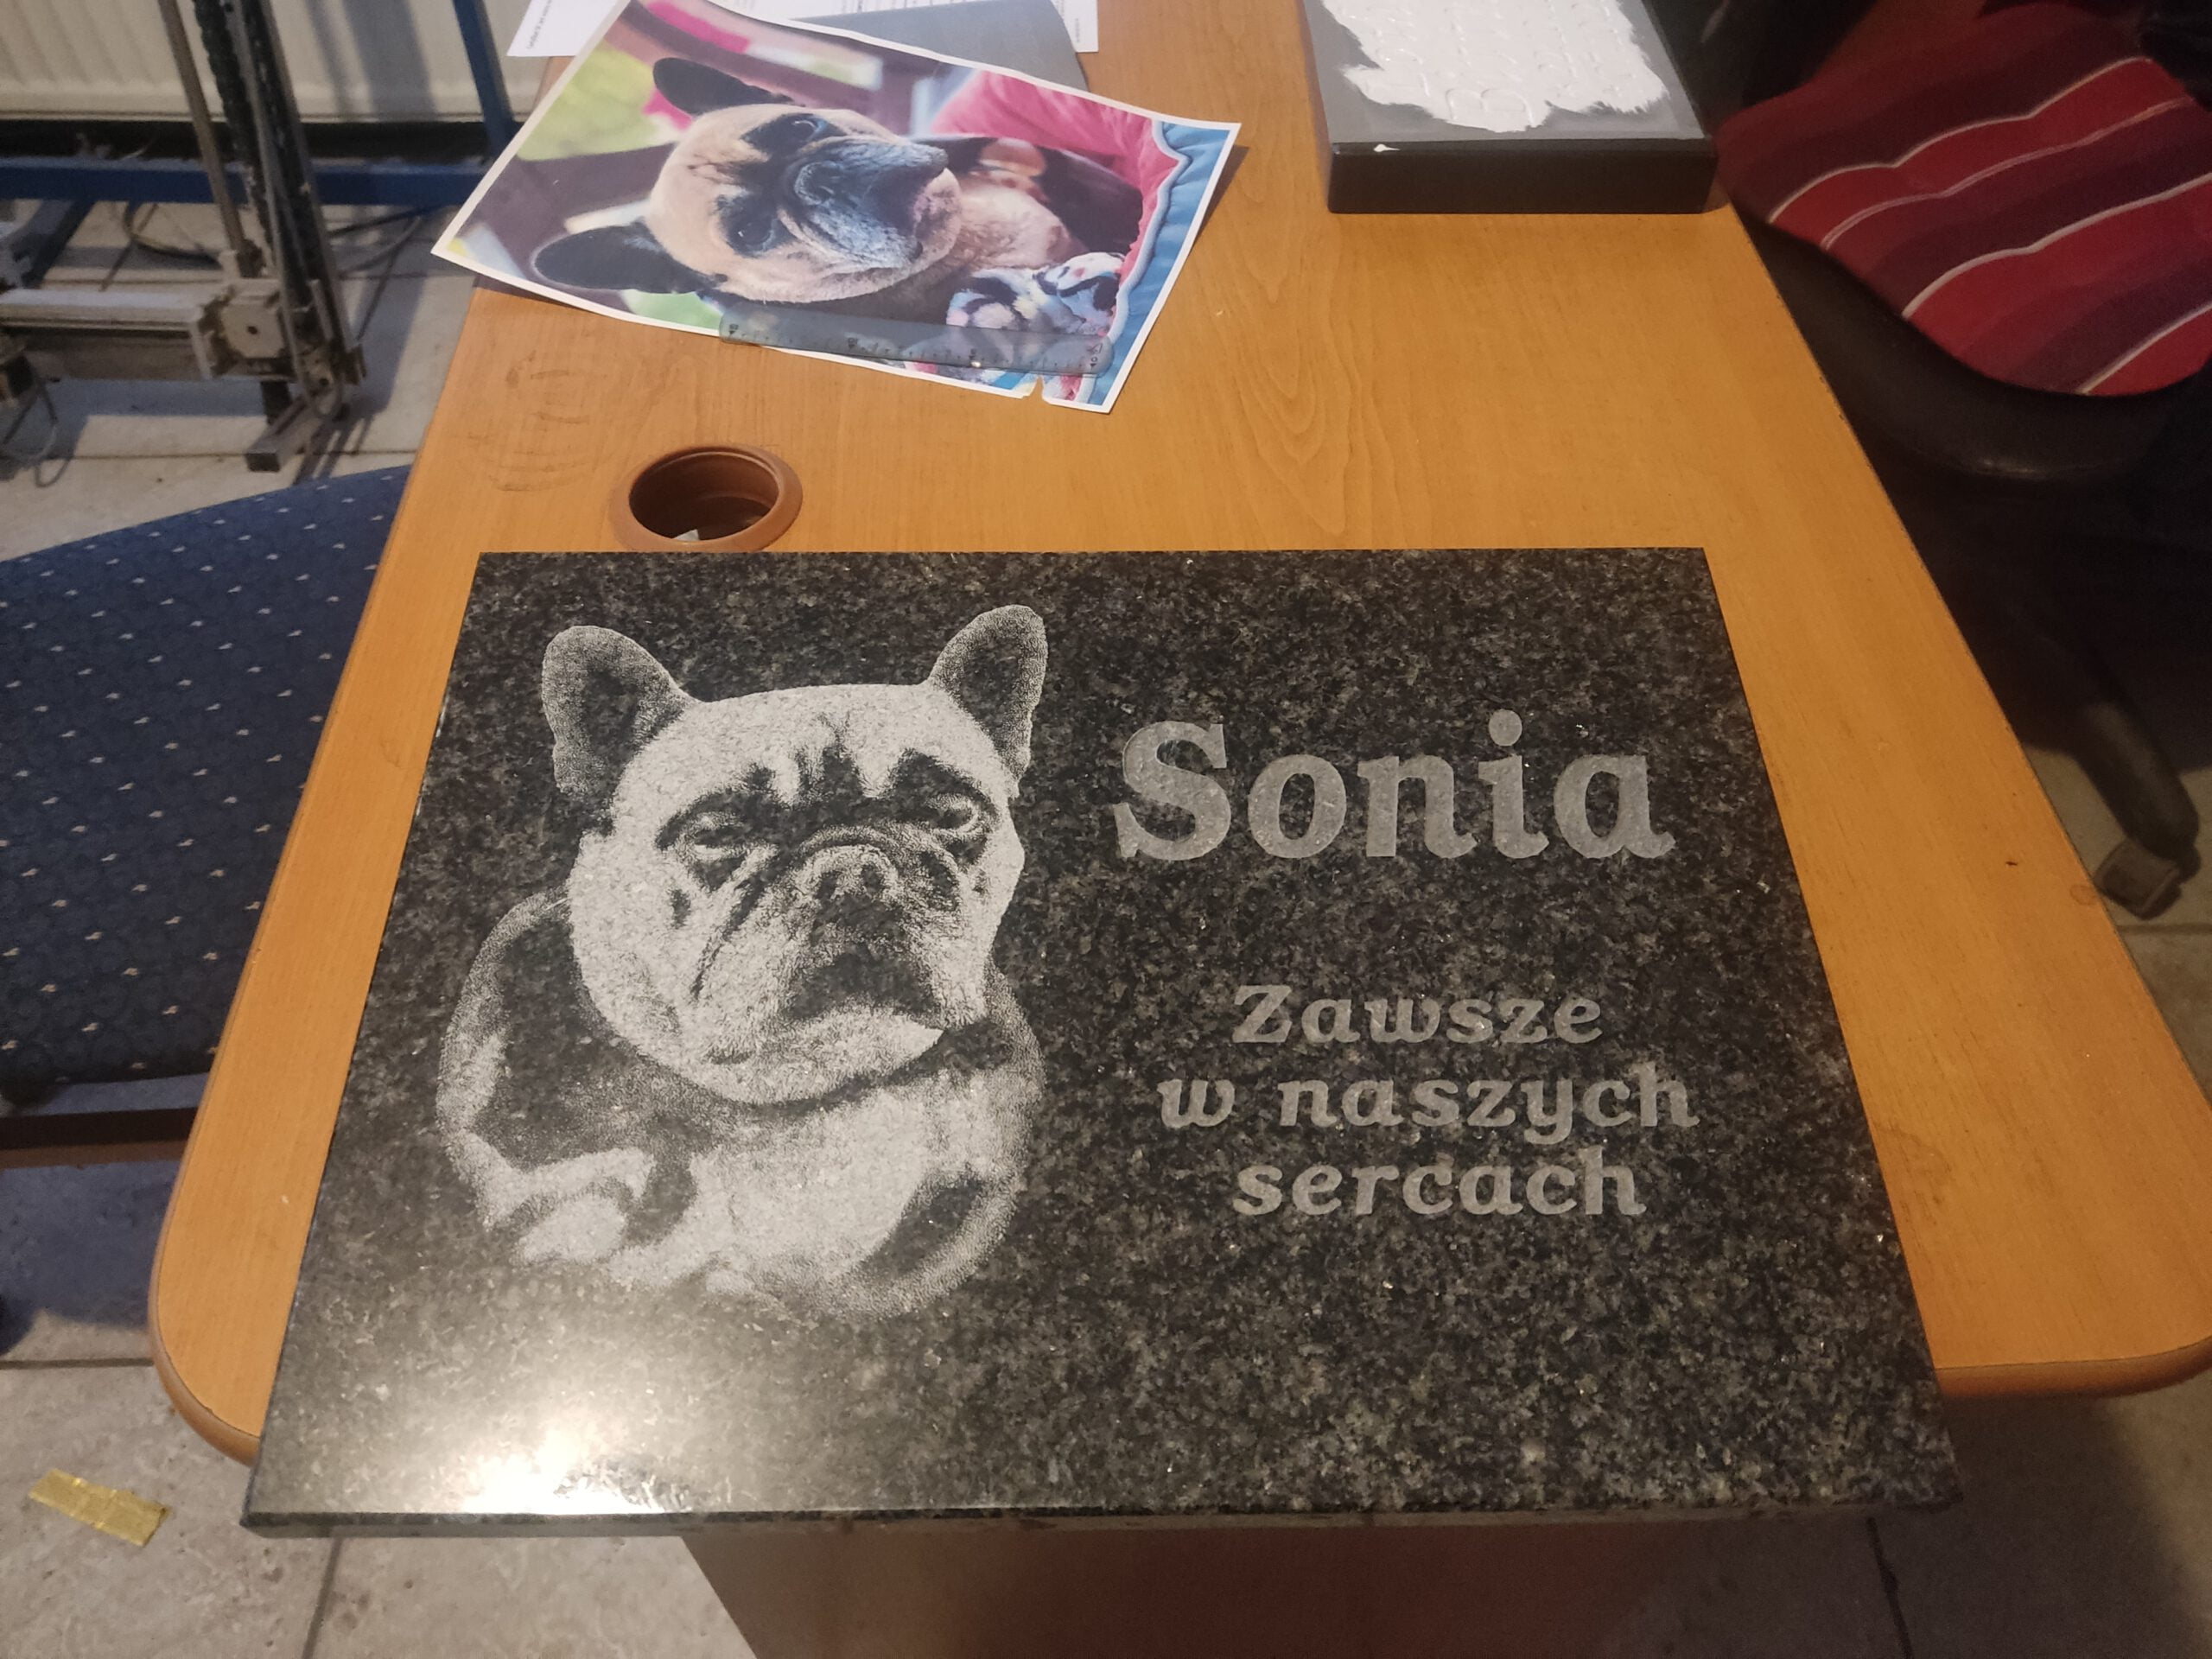 Sonia
Zawsze
w naszych
sercach